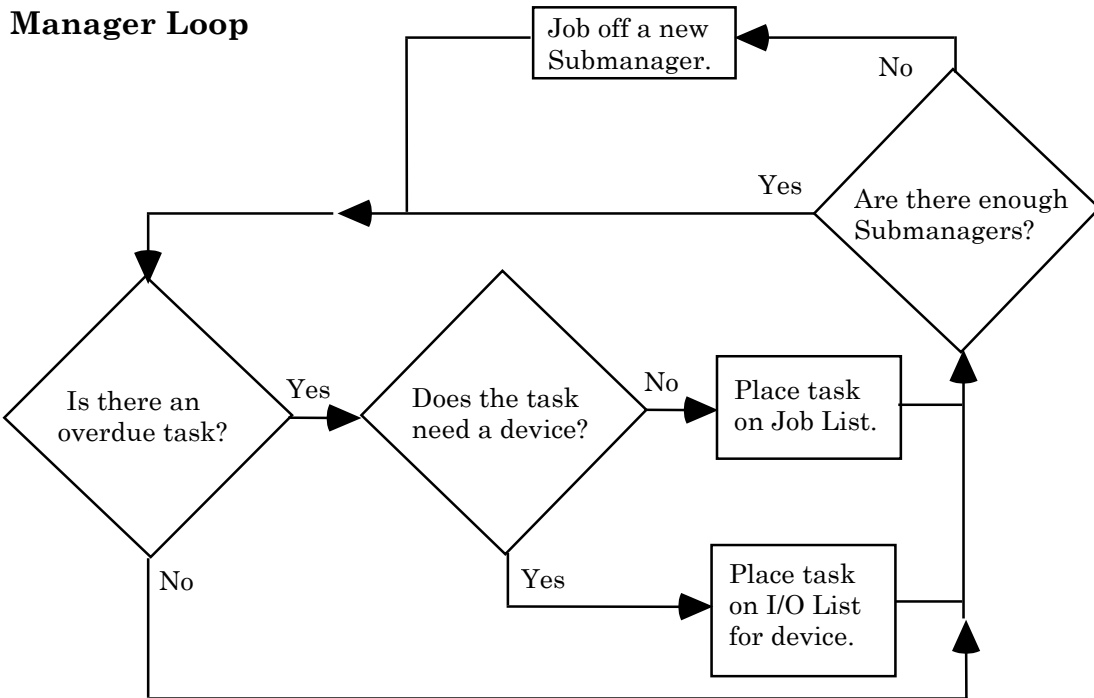 Manager Loop
Job off a new
Submanager.
No
Yes
Are there enough
Submanagers?
Is there an
overdue task?
Yes
Does the task
need a device?
No
Place task
on Job List.
No
Yes
Place task
on I/O List
for device.